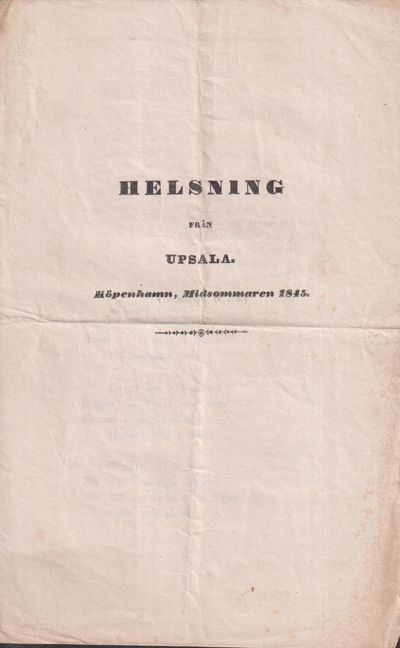 HELSNING
FRÅN
UPSALA.
Köpenhamn, Midsommaren 1845.